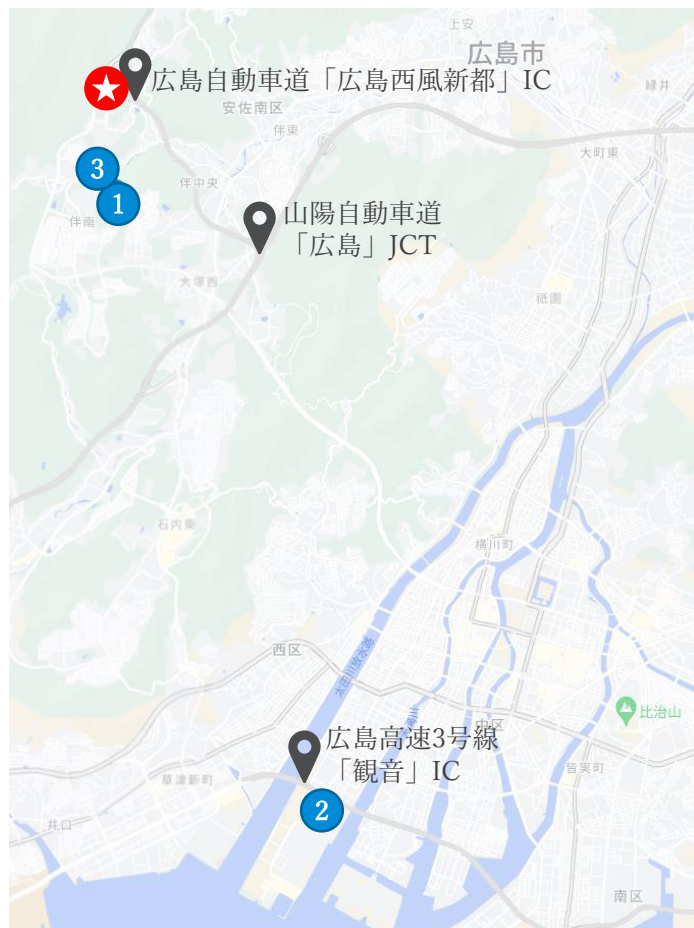 上安
広島市
★
広島自動車道「広島西風新都」IC
緑井
安佐南区
伴東
大町東
3
伴中央
1
伴南
山陽自動車道
「広島」JCT
大塚西
祇園
石内東
横川町
西区
太田川放水路
比治山
中区
広島高速3号線
「観音」IC
皆実町
草津新町
2
井口
南区